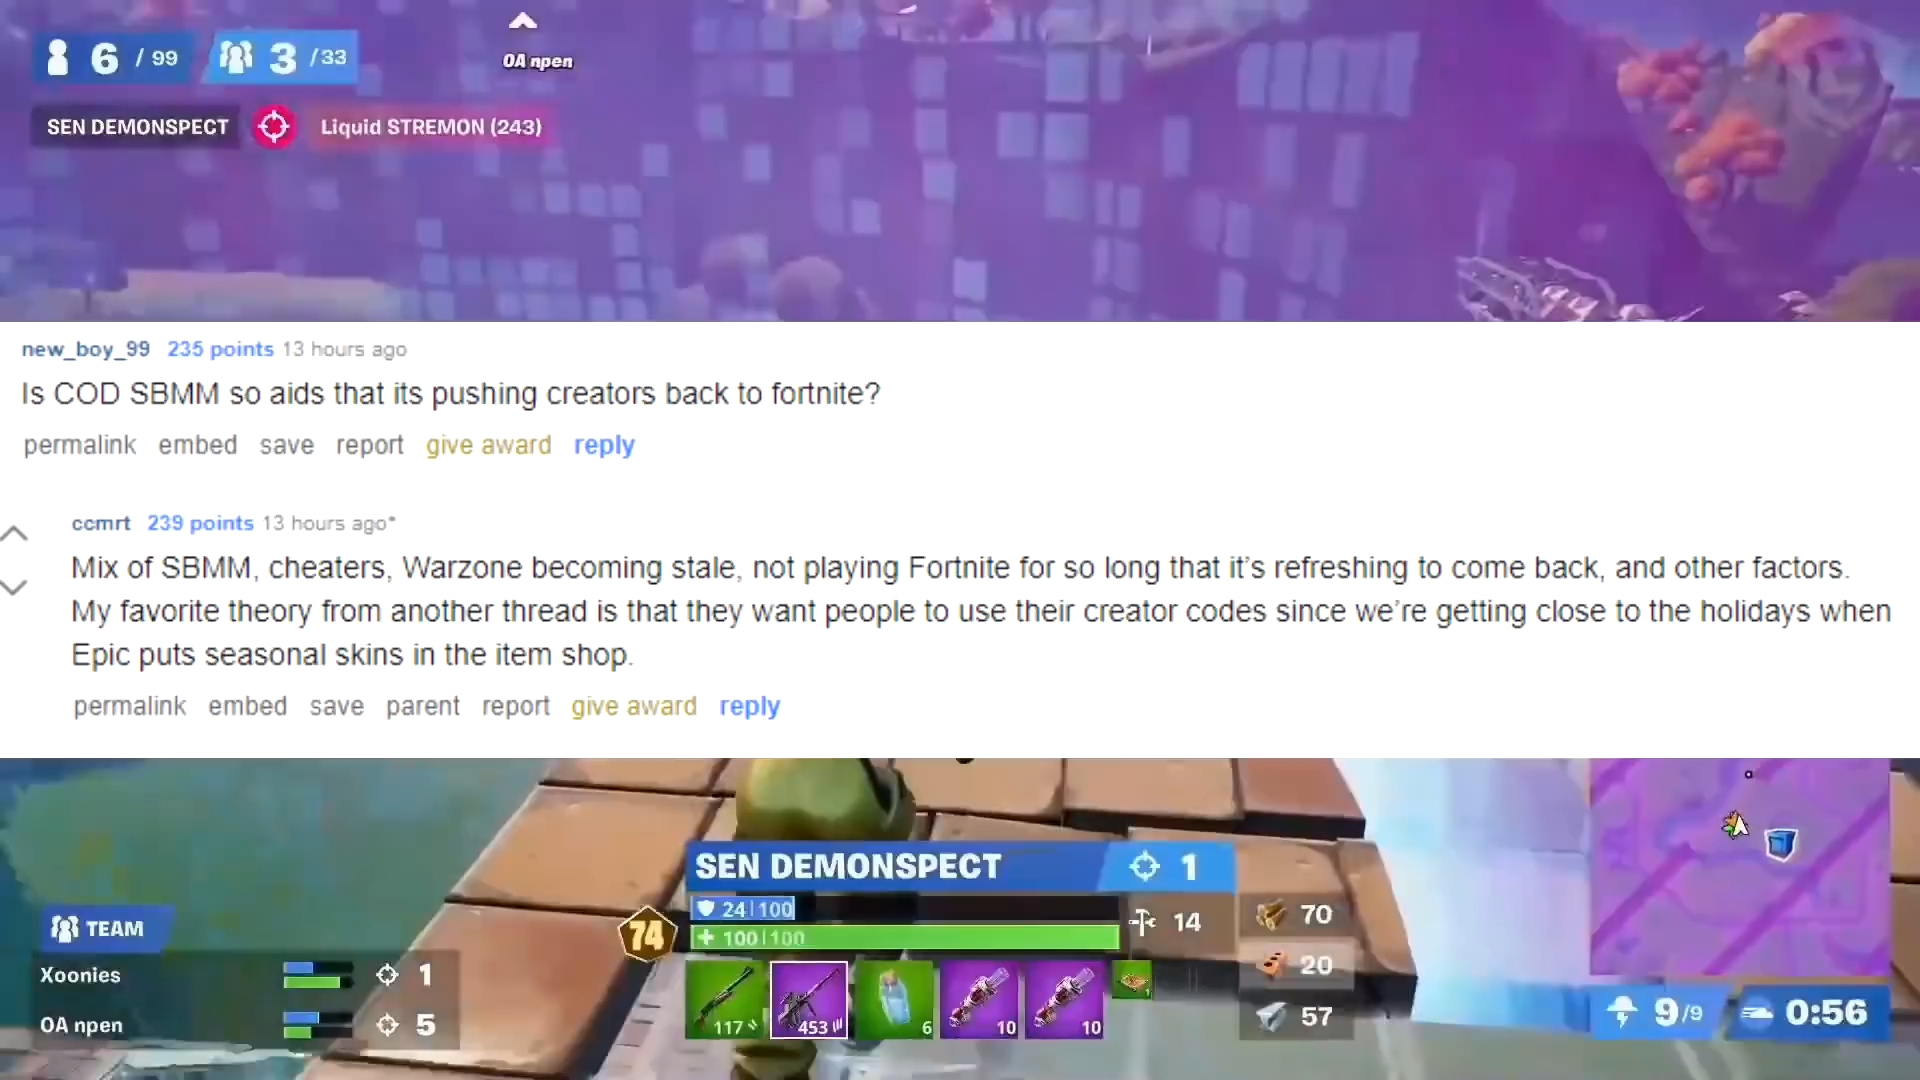 6 / 99 3 /33
OA npen
SEN DEMONSPECT Liquid STREMON (243)
new_boy_99 235 points 13 hours ago
Is COD SBMM so aids that its pushing creators back to fortnite?
permalink embed save report give award reply
ccmrt 239 points 13 hours ago*
Mix of SBMM, cheaters, Warzone becoming stale, not playing Fortnite for so long that it’s refreshing to come back, and other factors.
My favorite theory from another thread is that they want people to use their creator codes since we’re getting close to the holidays when
Epic puts seasonal skins in the item shop.
permalink embed save parent report give award reply
SEN DEMONSPECT 1
24|100
74
+ 100|100
14
70
20
57
TEAM
Xoonies 1
OA npen 5
117 453 6 10 10 1
9/9 0:56